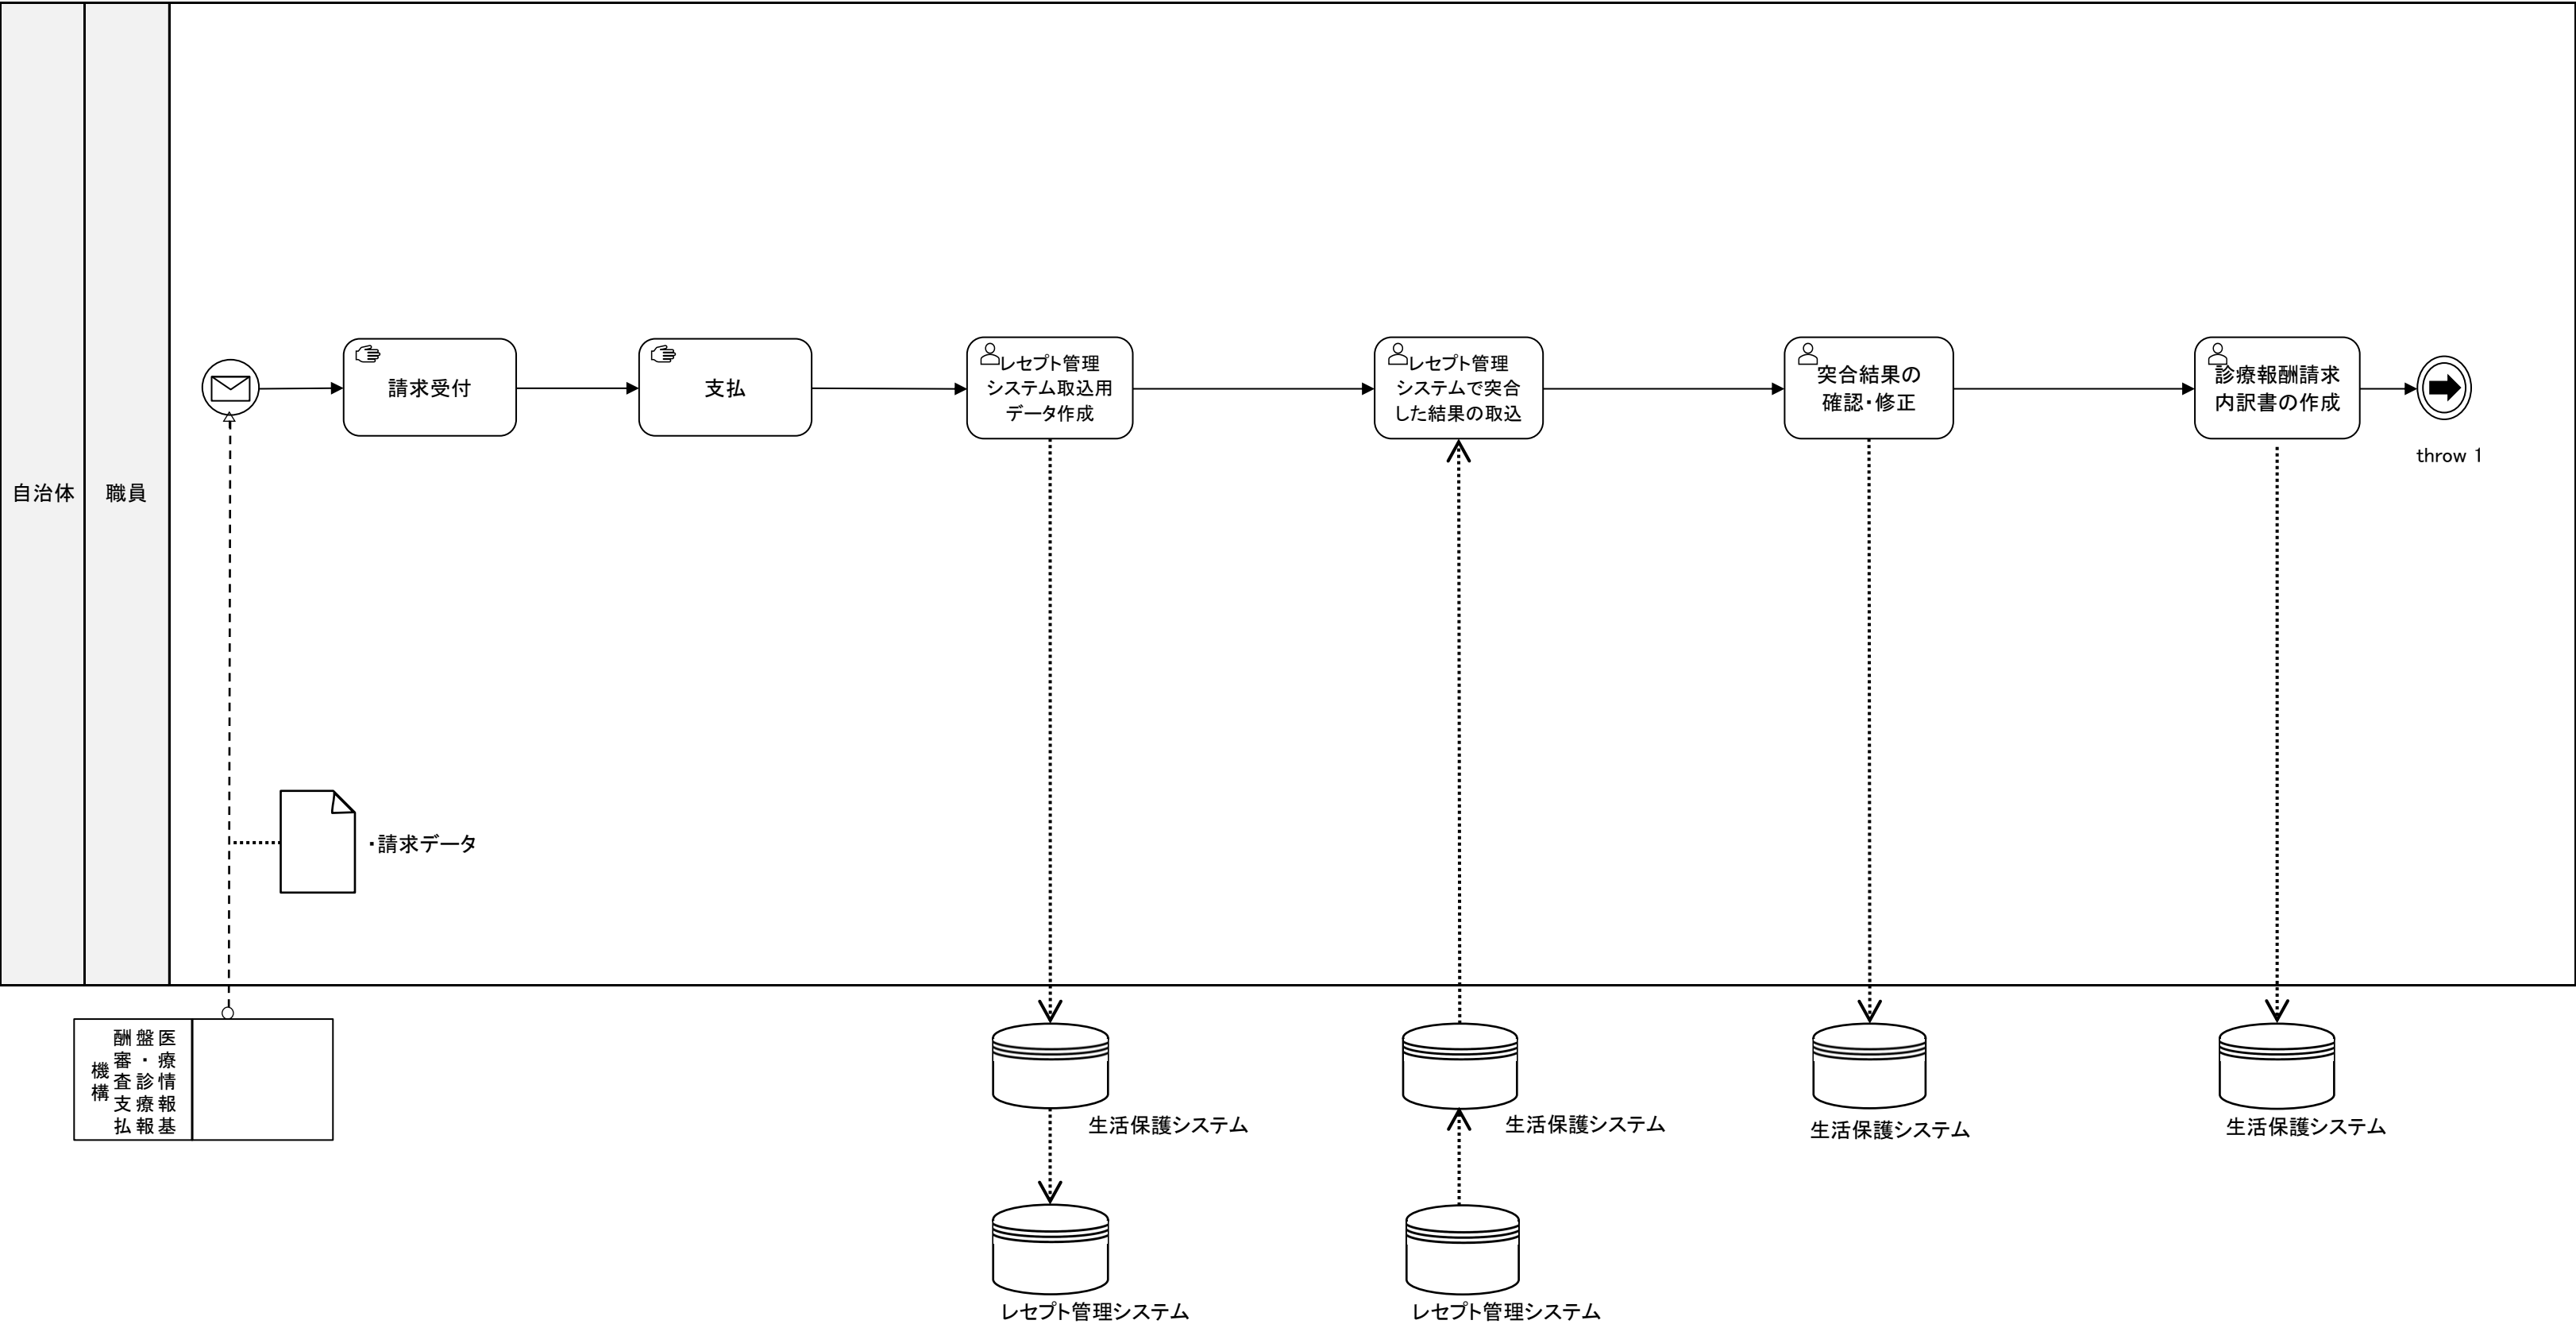 自治体
職員
請求受付
支払
レセプト管理
システム取込用
データ作成
レセプト管理
システムで突合
した結果の取込
突合結果の
確認・修正
診療報酬請求
内訳書の作成
throw 1
・請求データ
医療情報基
盤・診療報
酬審査支払
機構
生活保護システム
生活保護システム
生活保護システム
生活保護システム
レセプト管理システム
レセプト管理システム